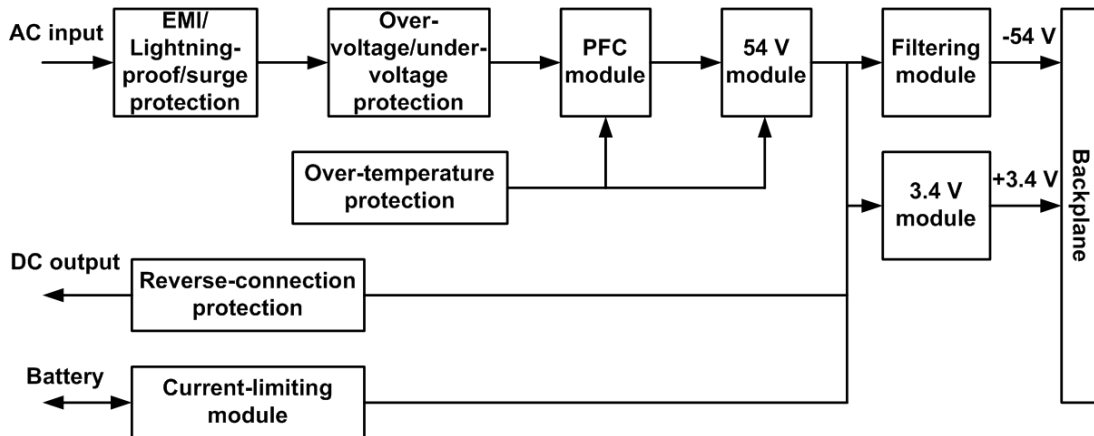 AC input
EMI/
Lightning-
proof/surge
protection
Over-
voltage/under-
voltage
protection
PFC
module
54 V
module
Filtering
module
-54 V
Over-temperature
protection
3.4 V
module
+3.4 V
Backplane
DC output
Reverse-connection
protection
Battery
Current-limiting
module